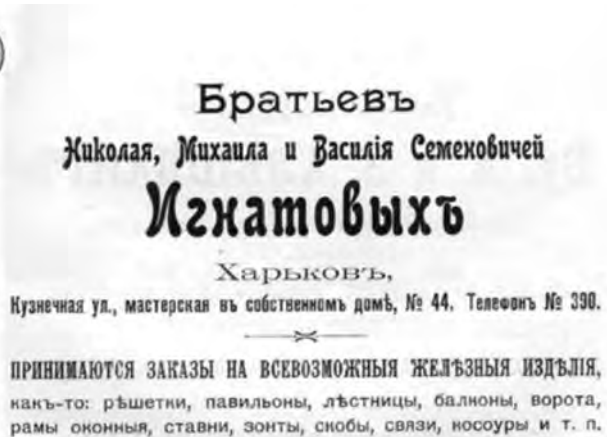 Братьевъ
Николая, Михаила и Василія Семеновичей
Игнатовыхъ
Харьковъ,
Кузнечная ул., мастерская въ собственномъ домѣ, № 44. Телефонъ № 390.
ПРИНИМАЮТСЯ ЗАКАЗЫ НА ВСЕВОЗМОЖНЫЯ ЖЕЛѢЗНЫЯ ИЗДѢЛІЯ,
какъ-то: рѣшетки, павильоны, лѣстницы, балконы, ворота,
рамы оконныя, ставни, зонты, скобы, связи, косоуры и т. п.